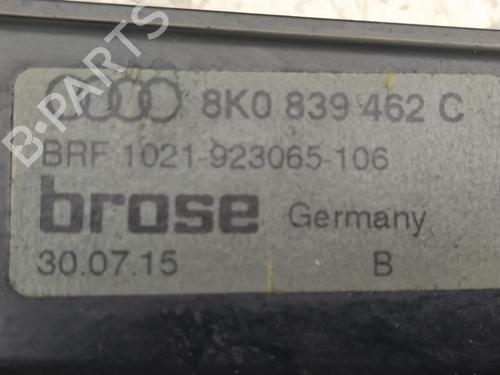 8K0 839 462 C
BRF 1021-923065-106
brose Germany
30.07.15 B
B-PARTS